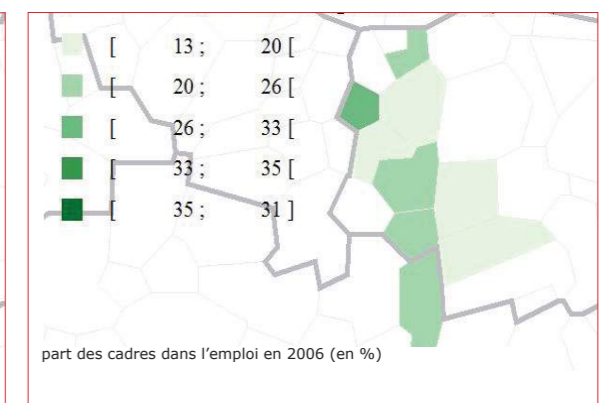 [ 13 ; 20 [
[ 20 ; 26 [
[ 26 ; 33 [
[ 33 ; 35 [
[ 35 ; 31 ]
part des cadres dans l’emploi en 2006 (en %)